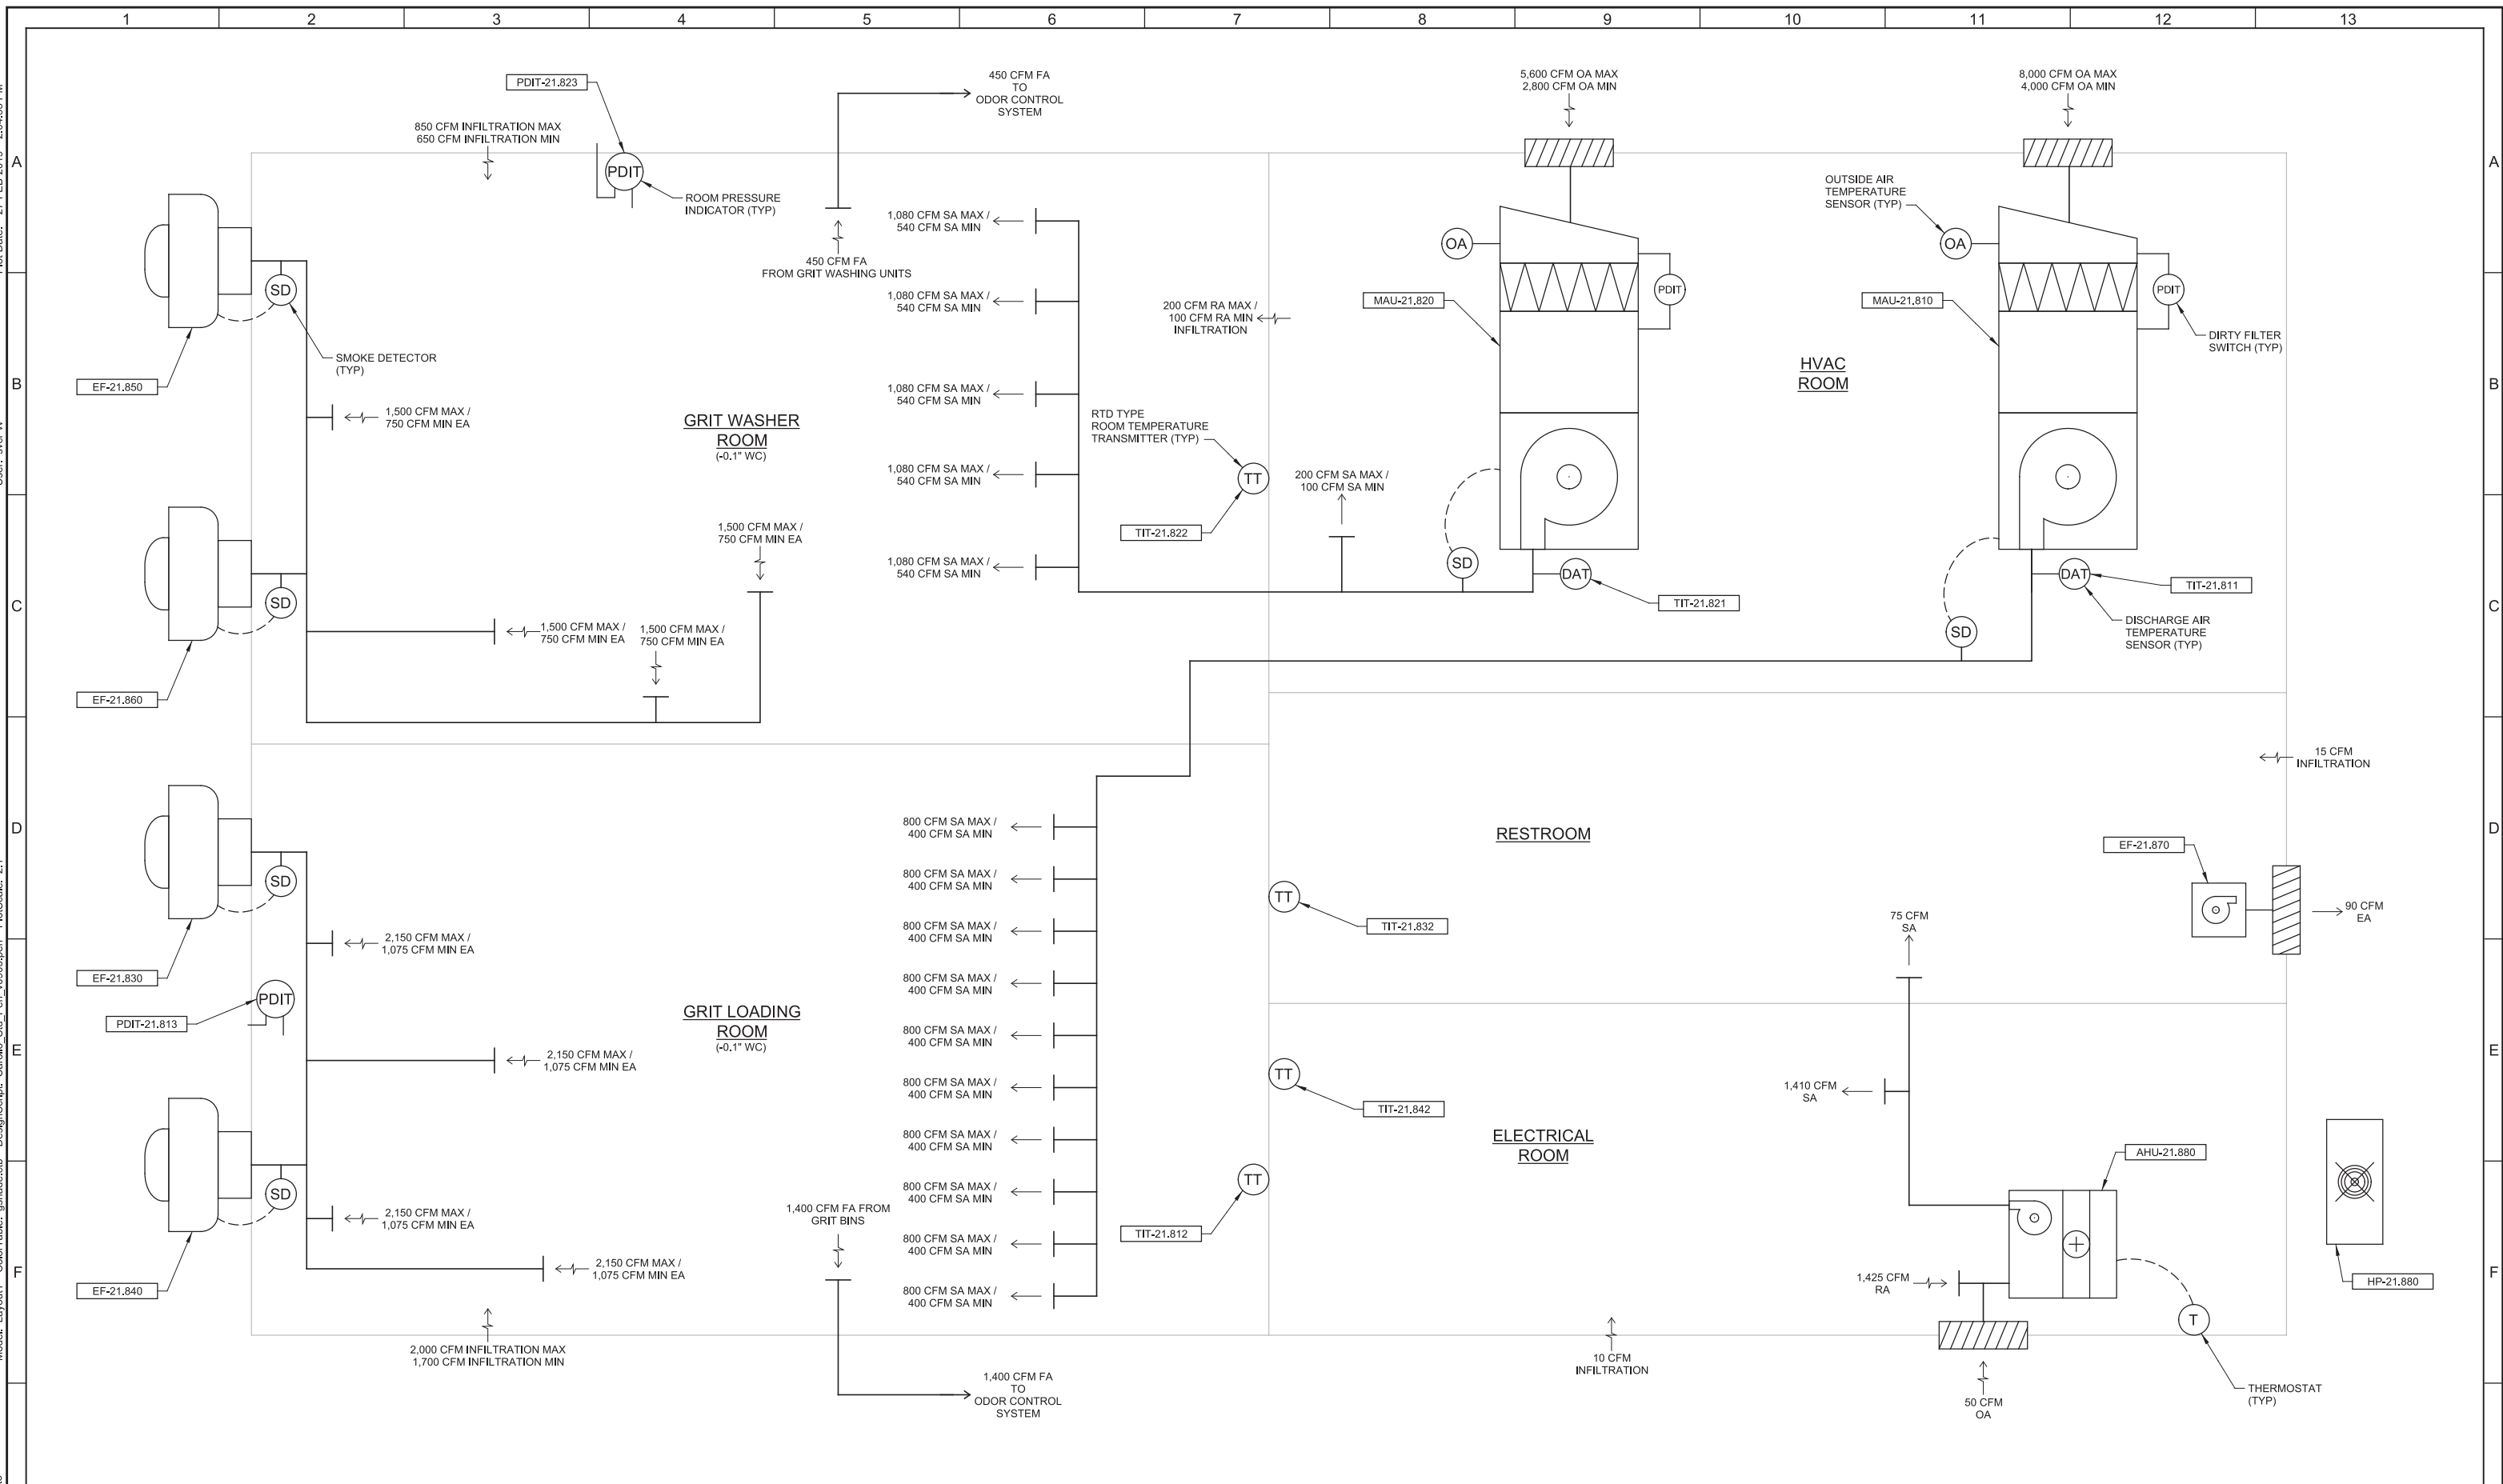 1 2 3 4 5 6 7 8 9 10 11 12 13
A
B
C
D
E
F
A
B
C
D
E
F
PDIT-21.823
850 CFM INFILTRATION MAX
650 CFM INFILTRATION MIN
PDIT
ROOM PRESSURE
INDICATOR (TYP)
450 CFM FA
TO
ODOR CONTROL
SYSTEM
450 CFM FA
FROM GRIT WASHING UNITS
SD
SMOKE DETECTOR
(TYP)
EF-21.850
1,500 CFM MAX /
750 CFM MIN EA
GRIT WASHER
ROOM
(-0.1" WC)
1,080 CFM SA MAX /
540 CFM SA MIN
1,080 CFM SA MAX /
540 CFM SA MIN
1,080 CFM SA MAX /
540 CFM SA MIN
1,080 CFM SA MAX /
540 CFM SA MIN
1,080 CFM SA MAX /
540 CFM SA MIN
SD
EF-21.860
1,500 CFM MAX /
750 CFM MIN EA
1,500 CFM MAX /
750 CFM MIN EA
1,500 CFM MAX /
750 CFM MIN EA
200 CFM RA MAX /
100 CFM RA MIN
INFILTRATION
RTD TYPE
ROOM TEMPERATURE
TRANSMITTER (TYP)
TT
TIT-21.822
200 CFM SA MAX /
100 CFM SA MIN
5,600 CFM OA MAX
2,800 CFM OA MIN
OA
PDIT
MAU-21.820
SD
DAT
TIT-21.821
8,000 CFM OA MAX
4,000 CFM OA MIN
OUTSIDE AIR
TEMPERATURE
SENSOR (TYP)
OA
PDIT
MAU-21.810
DIRTY FILTER
SWITCH (TYP)
HVAC
ROOM
SD
DAT
TIT-21.811
DISCHARGE AIR
TEMPERATURE
SENSOR (TYP)
SD
EF-21.830
2,150 CFM MAX /
1,075 CFM MIN EA
PDIT
PDIT-21.813
2,150 CFM MAX /
1,075 CFM MIN EA
GRIT LOADING
ROOM
(-0.1" WC)
SD
EF-21.840
2,150 CFM MAX /
1,075 CFM MIN EA
2,150 CFM MAX /
1,075 CFM MIN EA
2,000 CFM INFILTRATION MAX
1,700 CFM INFILTRATION MIN
1,400 CFM FA FROM
GRIT BINS
1,400 CFM FA
TO
ODOR CONTROL
SYSTEM
800 CFM SA MAX /
400 CFM SA MIN
800 CFM SA MAX /
400 CFM SA MIN
800 CFM SA MAX /
400 CFM SA MIN
800 CFM SA MAX /
400 CFM SA MIN
800 CFM SA MAX /
400 CFM SA MIN
800 CFM SA MAX /
400 CFM SA MIN
800 CFM SA MAX /
400 CFM SA MIN
800 CFM SA MAX /
400 CFM SA MIN
800 CFM SA MAX /
400 CFM SA MIN
800 CFM SA MAX /
400 CFM SA MIN
TT
TIT-21.812
TT
TIT-21.832
RESTROOM
15 CFM
INFILTRATION
EF-21.870
90 CFM
EA
75 CFM
SA
TT
TIT-21.842
ELECTRICAL
ROOM
1,410 CFM
SA
AHU-21.880
1,425 CFM
RA
HP-21.880
T
THERMOSTAT
(TYP)
10 CFM
INFILTRATION
50 CFM
OA